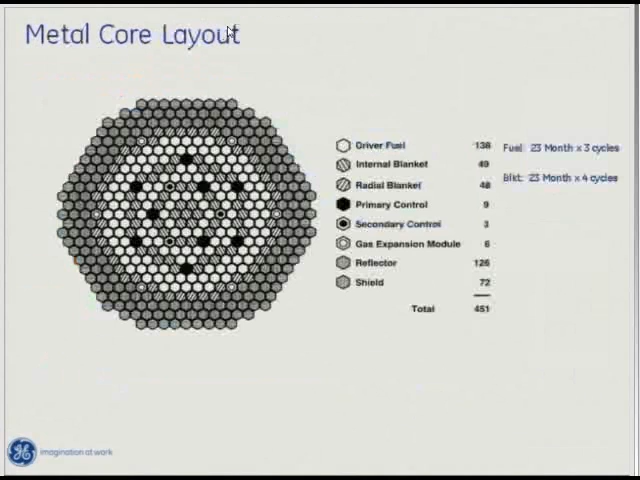 Metal Core Layout
Driver Fuel 138
Internal Blanket 49
Radial Blanket 48
Primary Control 9
Secondary Control 3
Gas Expansion Module 6
Reflector 126
Shield 72
Total 451
Fuel: 23 Month x 3 cycles
Blkt: 23 Month x 4 cycles
GE
imagination at work